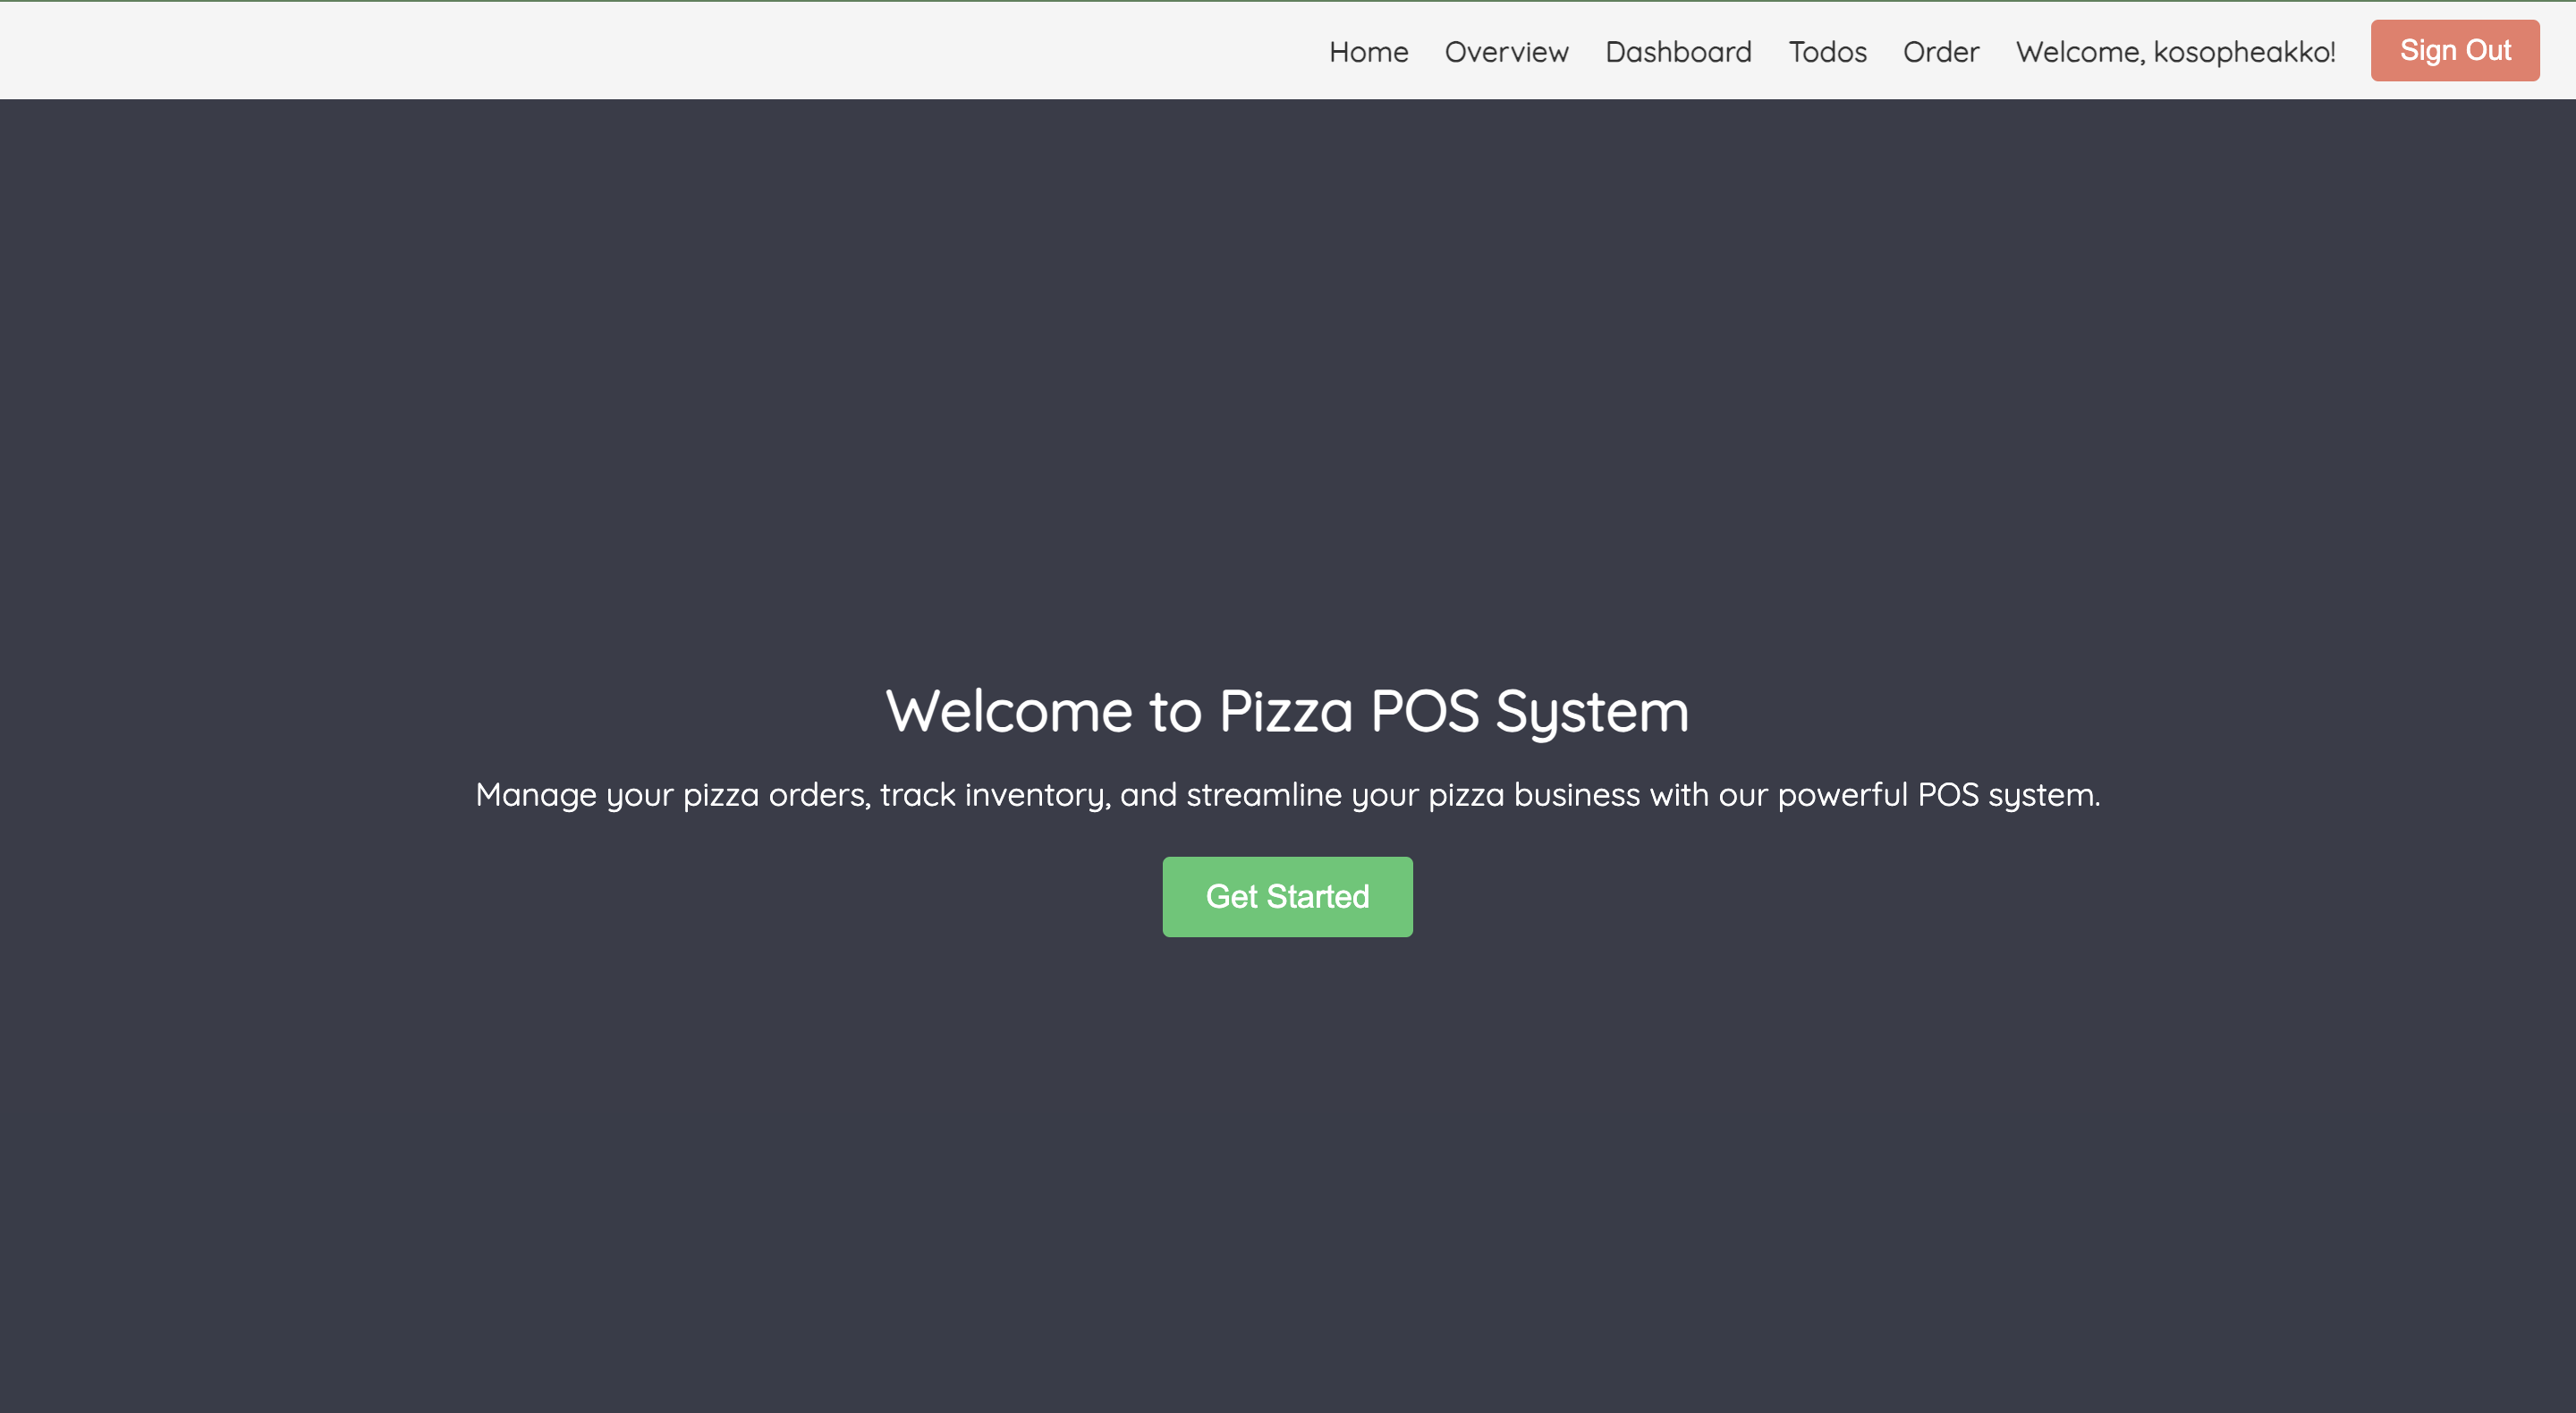 Home Overview Dashboard Todos Order Welcome, kosopheakko! Sign Out
Welcome to Pizza POS System
Manage your pizza orders, track inventory, and streamline your pizza business with our powerful POS system.
Get Started